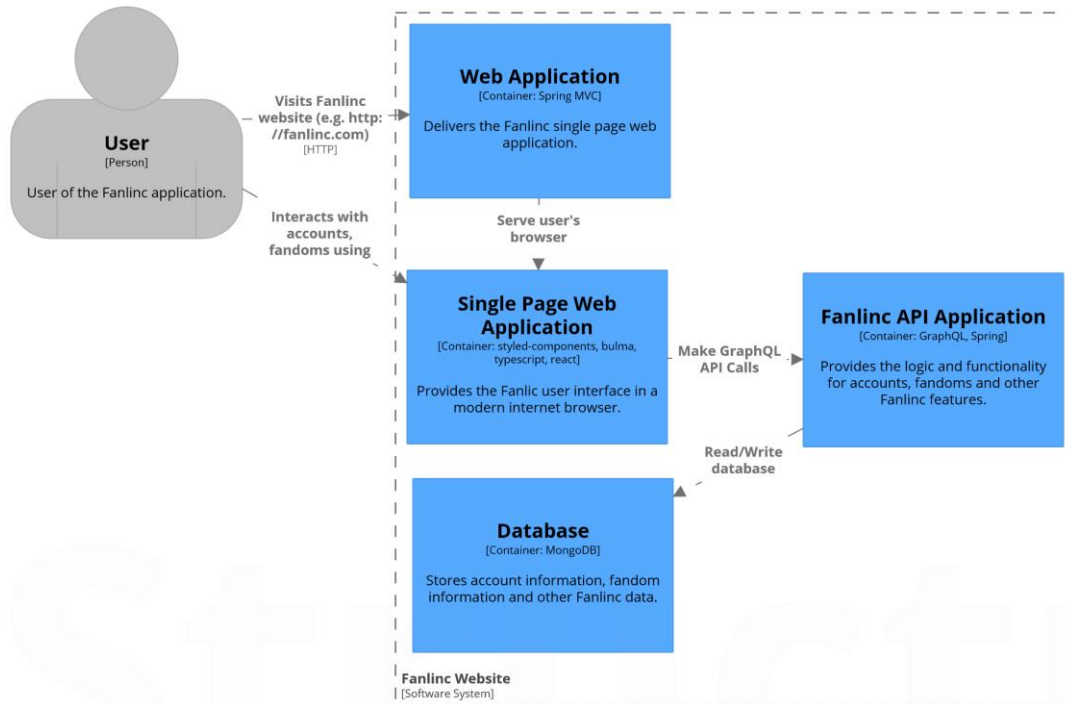 User
[Person]
User of the Fanlinc application.
Visits Fanlinc
website (e.g. http:
//fanlinc.com)
[HTTP]
Interacts with
accounts,
fandoms using
Web Application
[Container: Spring MVC]
Delivers the Fanlinc single page web
application.
Serve user's
browser
Single Page Web
Application
[Container: styled-components, bulma,
typescript, react]
Provides the Fanlic user interface in a
modern internet browser.
Make GraphQL
API Calls
Fanlinc API Application
[Container: GraphQL, Spring]
Provides the logic and functionality
for accounts, fandoms and other
Fanlinc features.
Read/Write
database
Database
[Container: MongoDB]
Stores account information, fandom
information and other Fanlinc data.
Fanlinc Website
[Software System]